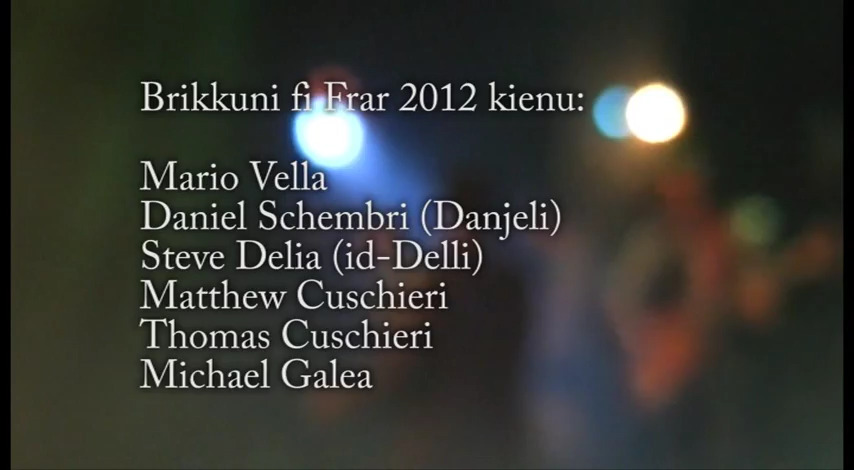 Brikkuni fi Frar 2012 kienu:
Mario Vella
Daniel Schembri (Danjeli)
Steve Delia (id-Delli)
Matthew Cuschieri
Thomas Cuschieri
Michael Galea